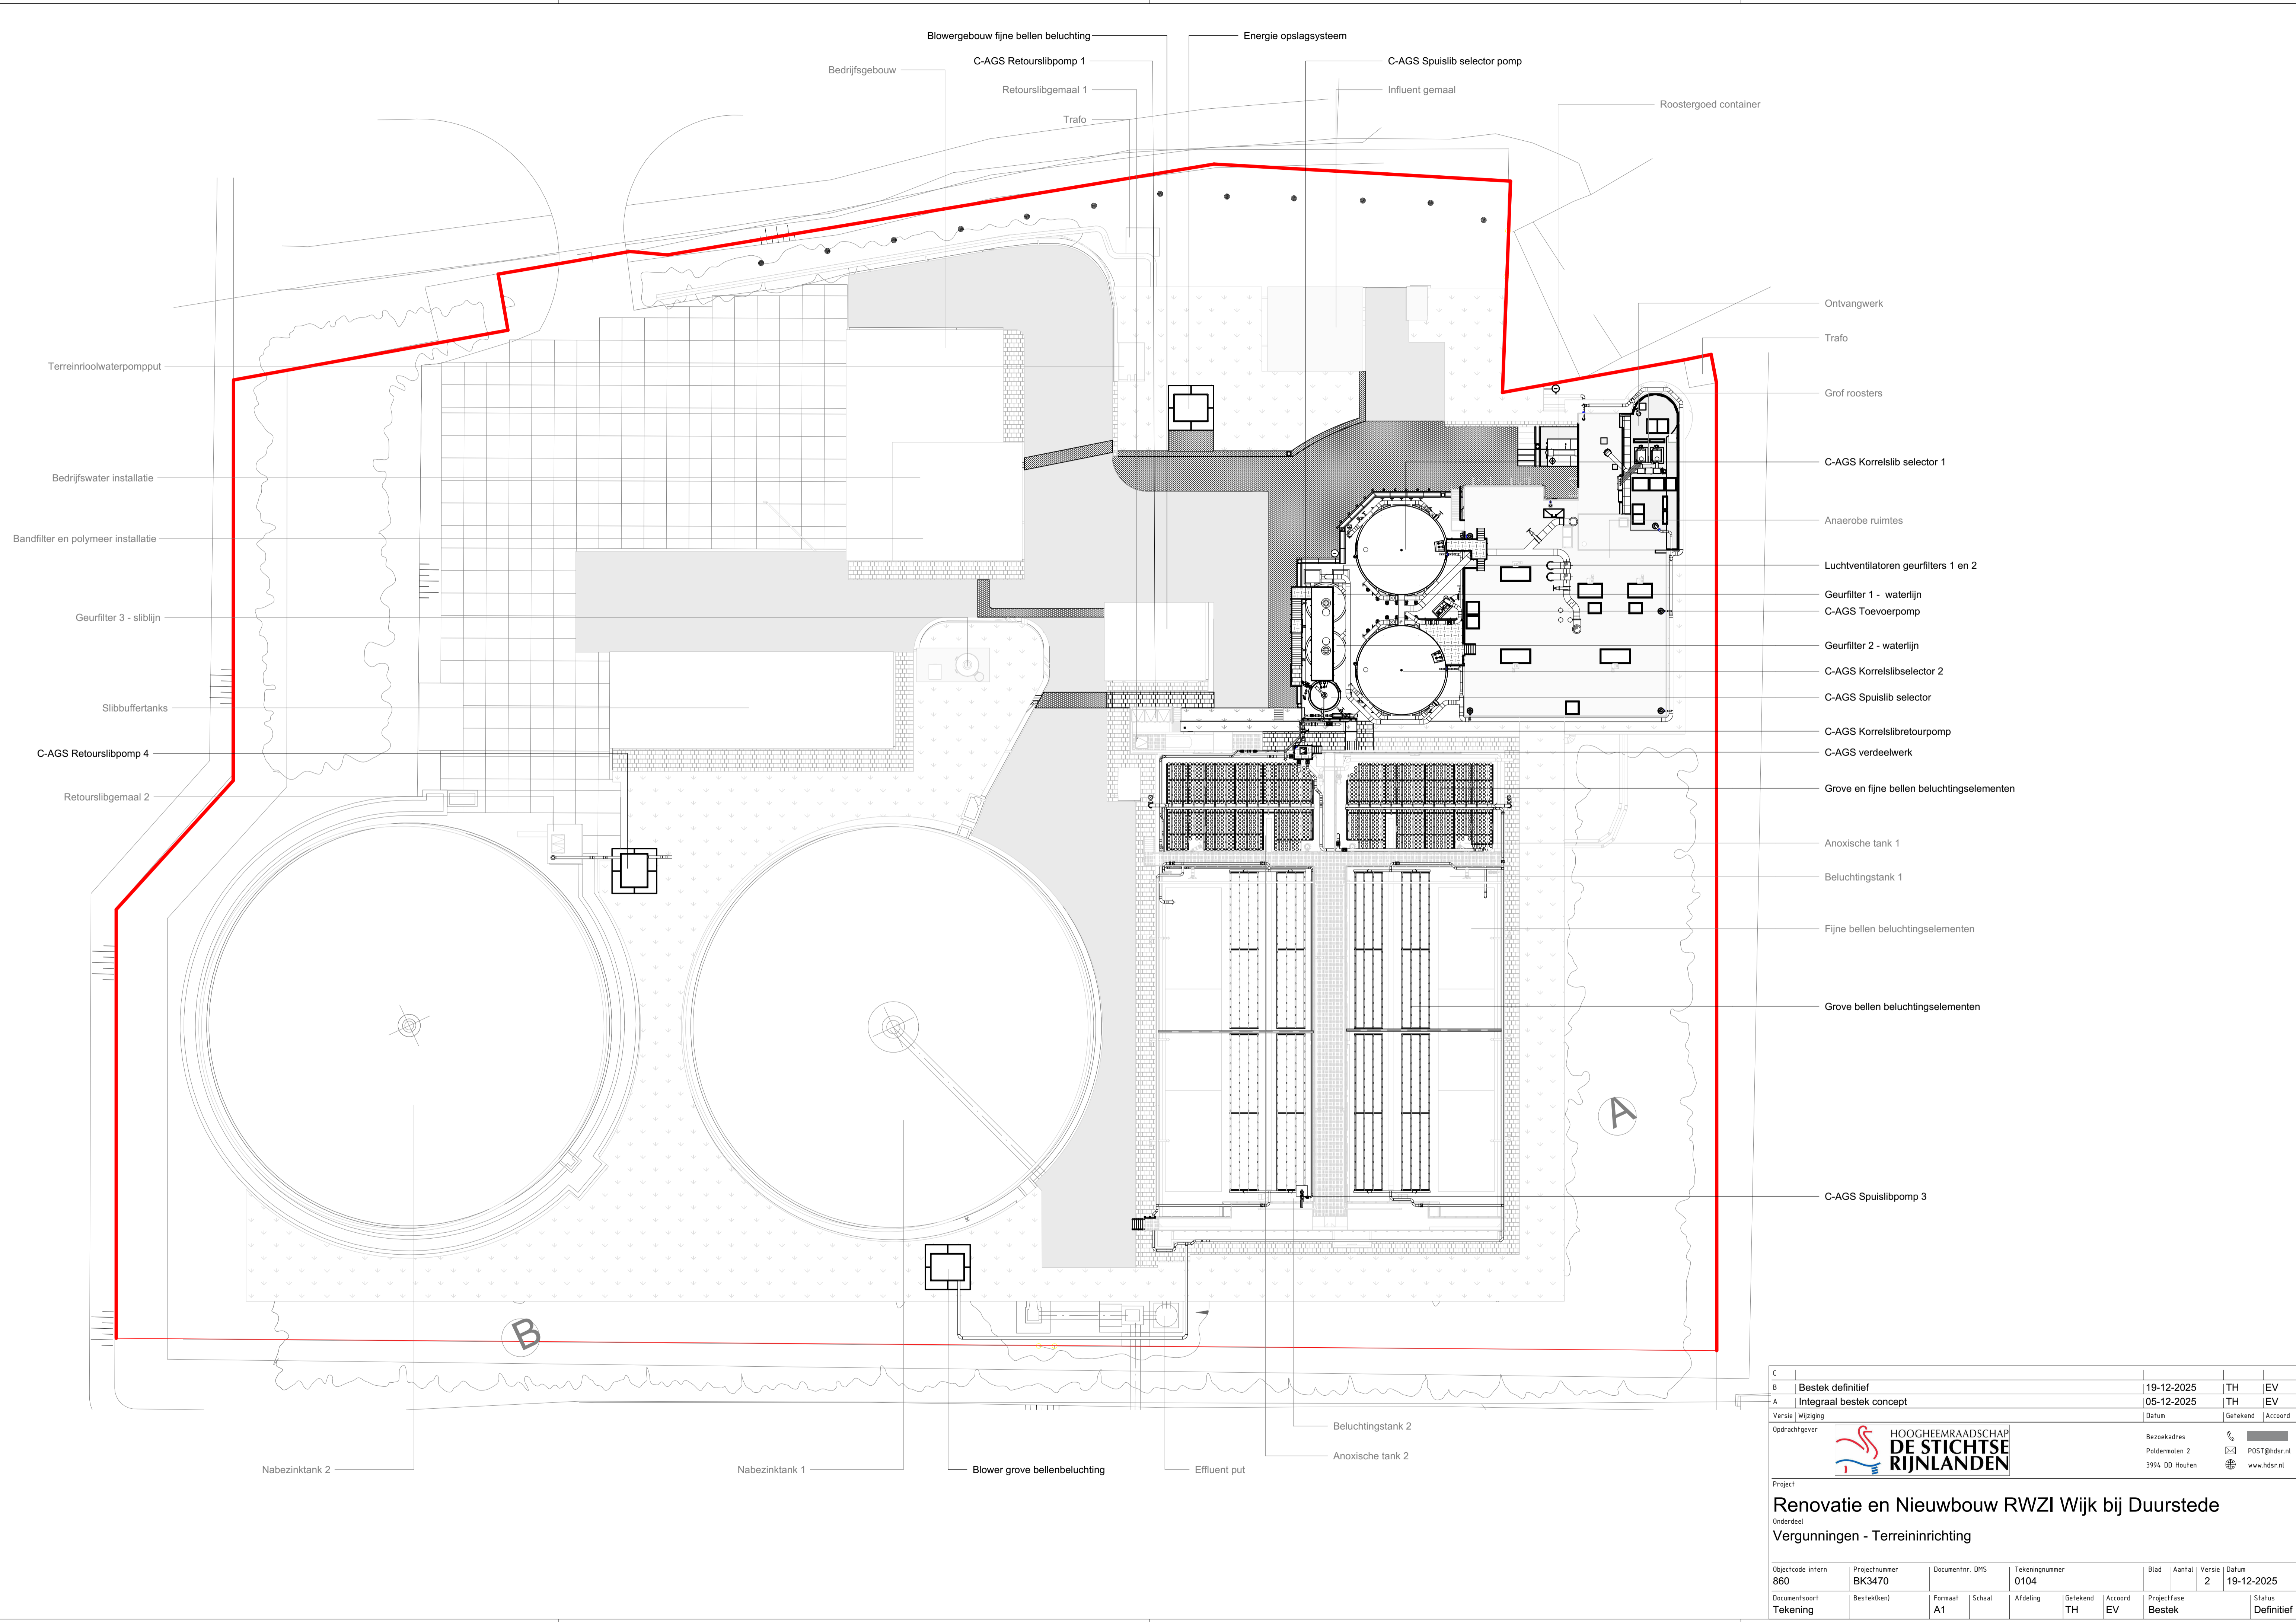 Blowergebouw fijne bellen beluchting
Energie opslagsysteem
C-AGS Retourslibpomp 1
C-AGS Spuislib selector pomp
Bedrijfsgebouw
Retourslibgemaal 1
Influent gemaal
Roostergoed container
Trafo
Ontvangwerk
Trafo
Terreinrioolwaterpompput
Grof roosters
C-AGS Korrelslib selector 1
Bedrijfswater installatie
Anaerobe ruimtes
Bandfilter en polymeer installatie
Luchtventilatoren geurfilters 1 en 2
Geurfilter 1 - waterlijn
C-AGS Toevoerpomp
Geurfilter 3 - sliblijn
Geurfilter 2 - waterlijn
C-AGS Korrelslibselector 2
C-AGS Spuislib selector
Slibbuffertanks
C-AGS Korrelslibretourpomp
C-AGS verdeelwerk
C-AGS Retourslibpomp 4
Grove en fijne bellen beluchtingselementen
Retourslibgemaal 2
Anoxische tank 1
Beluchtingstank 1
Fijne bellen beluchtingselementen
Grove bellen beluchtingselementen
A
C-AGS Spuislibpomp 3
B
Beluchtingstank 2
Anoxische tank 2
Nabezinktank 2
Nabezinktank 1
Blower grove bellenbeluchting
Effluent put
C
B Bestek definitief 19-12-2025 TH EV
A Integraal bestek concept 05-12-2025 TH EV
Versie Wijziging Datum Getekend Accoord
Opdrachtgever
HOOGHEEMRAADSCHAP
DE STICHTSE
RIJNLANDEN
Bezoekadres
Poldermolen 2 POST@hdsr.nl
3994 DD Houten www.hdsr.nl
Project
Renovatie en Nieuwbouw RWZI Wijk bij Duurstede
Onderdeel
Vergunningen - Terreininrichting
Objectcode intern Projectnummer Documentnr. DMS Tekeningnummer Blad Aantal Versie Datum
860 BK3470 0104 2 19-12-2025
Documentsoort Bestek(ken) Formaat Schaal Afdeling Getekend Accoord Projectfase Status
Tekening A1 TH EV Bestek Definitief